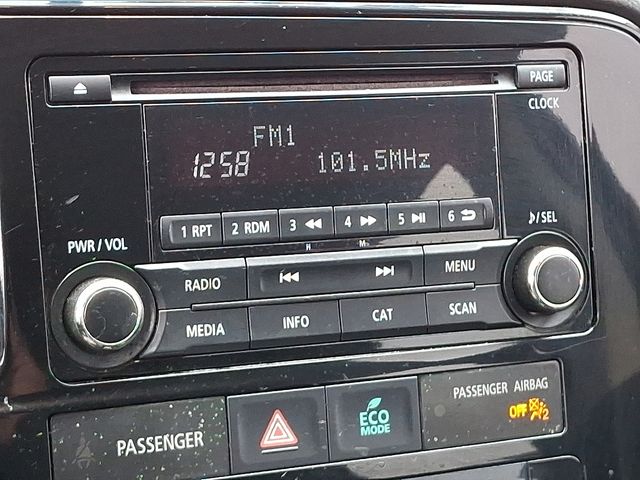 PAGE
CLOCK
FM1
1258 101.5MHz
1 RPT 2 RDM 3 4 5 6
H M
PWR / VOL
♪/ SEL
RADIO MENU
MEDIA INFO CAT SCAN
PASSENGER
ECO
MODE
PASSENGER AIRBAG
OFF 2